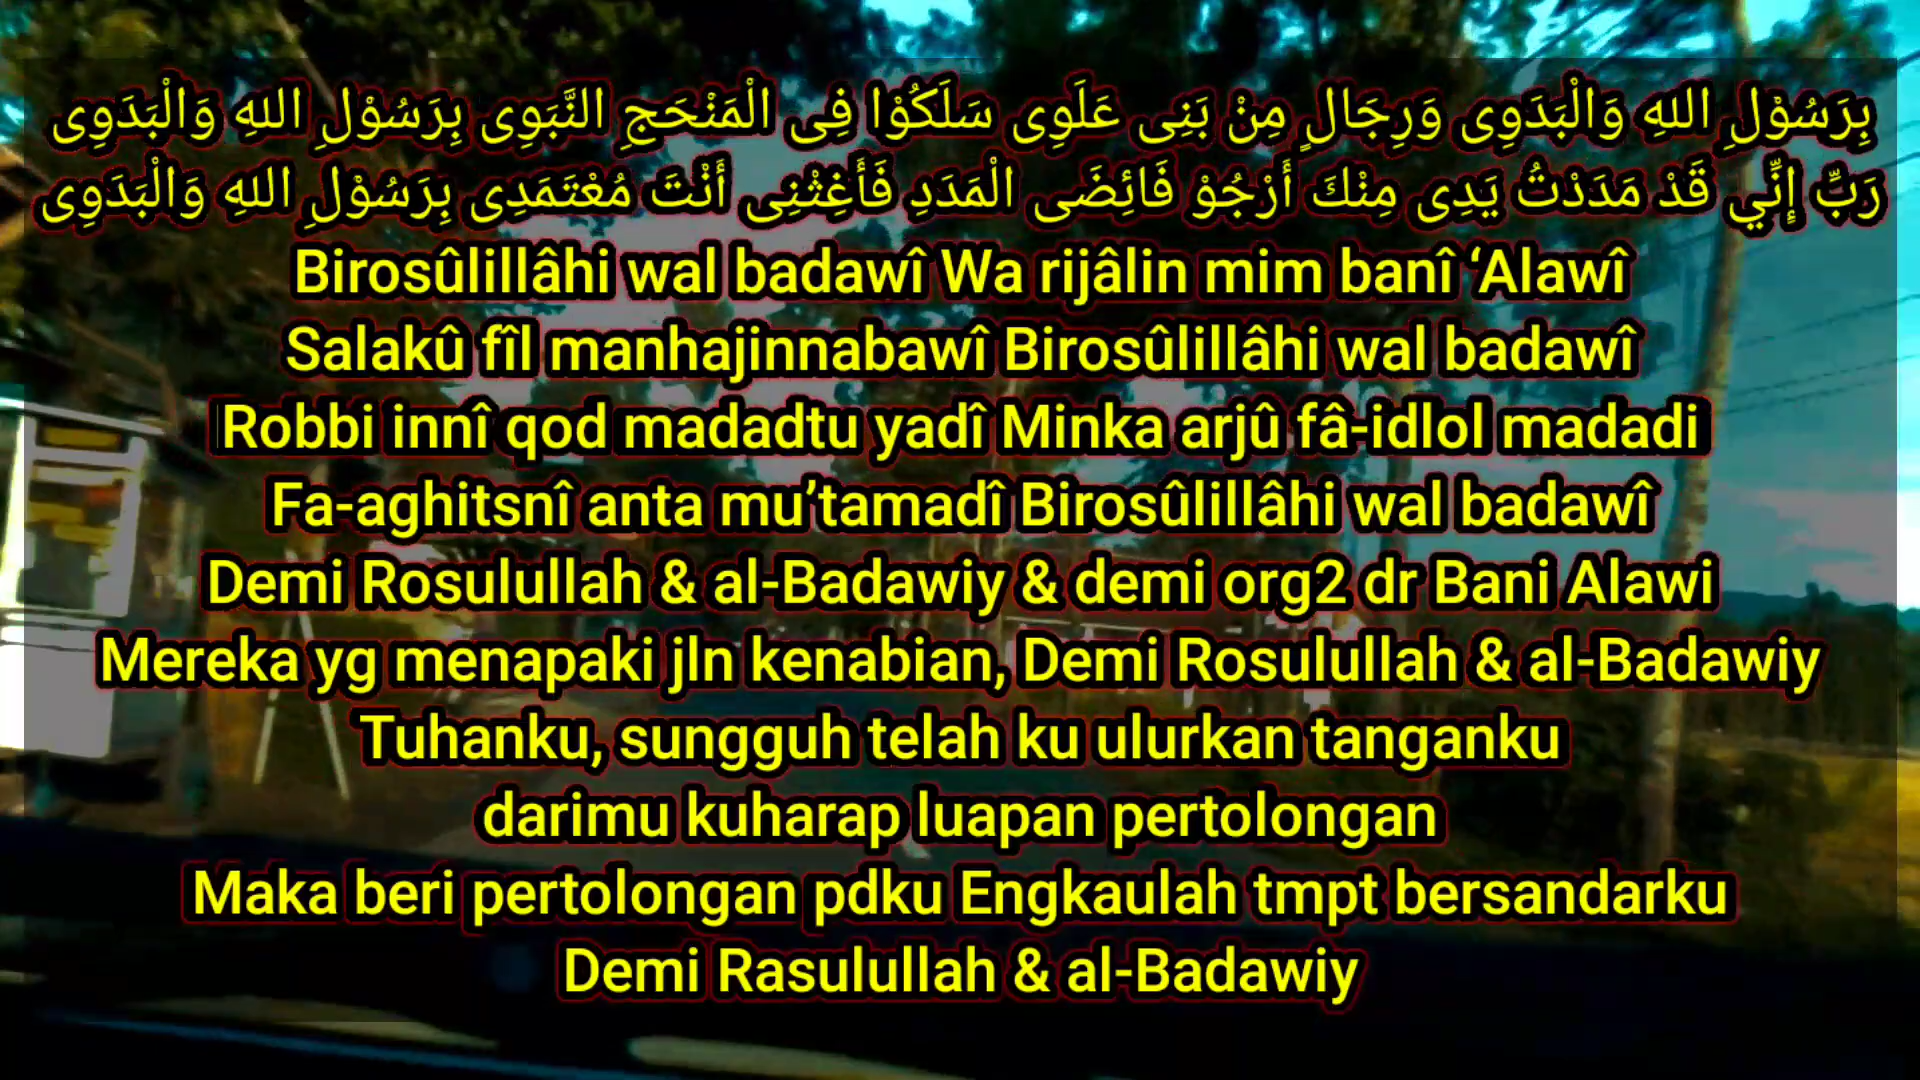 بِرَسُوْلِ اللهِ وَالْبَدَوِى وَرِجَالٍ مِنْ بَنِى عَلَوِى سَلَكُوْا فِى الْمَنْحَجِ النَّبَوِى بِرَسُوْلِ اللهِ وَالْبَدَوِى
رَبِّ إِنِّي قَدْ مَدَدْتُ يَدِى مِنْكَ أَرْجُوْ فَائِضَى الْمَدَدِ فَأَغِثْنِى أَنْتَ مُعْتَمَدِى بِرَسُوْلِ اللهِ وَالْبَدَوِى
Birosûlillâhi wal badawî Wa rijâlin mim banî ‘Alawî
Salakû fîl manhajinnabawî Birosûlillâhi wal badawî
Robbi innî qod madadtu yadî Minka arjû fâ-idlol madadi
Fa-aghitsnî anta mu’tamadî Birosûlillâhi wal badawî
Demi Rosulullah & al-Badawiy & demi org2 dr Bani Alawi
Mereka yg menapaki jln kenabian, Demi Rosulullah & al-Badawiy
Tuhanku, sungguh telah ku ulurkan tanganku
darimu kuharap luapan pertolongan
Maka beri pertolongan pdku Engkaulah tmpt bersandarku
Demi Rasulullah & al-Badawiy